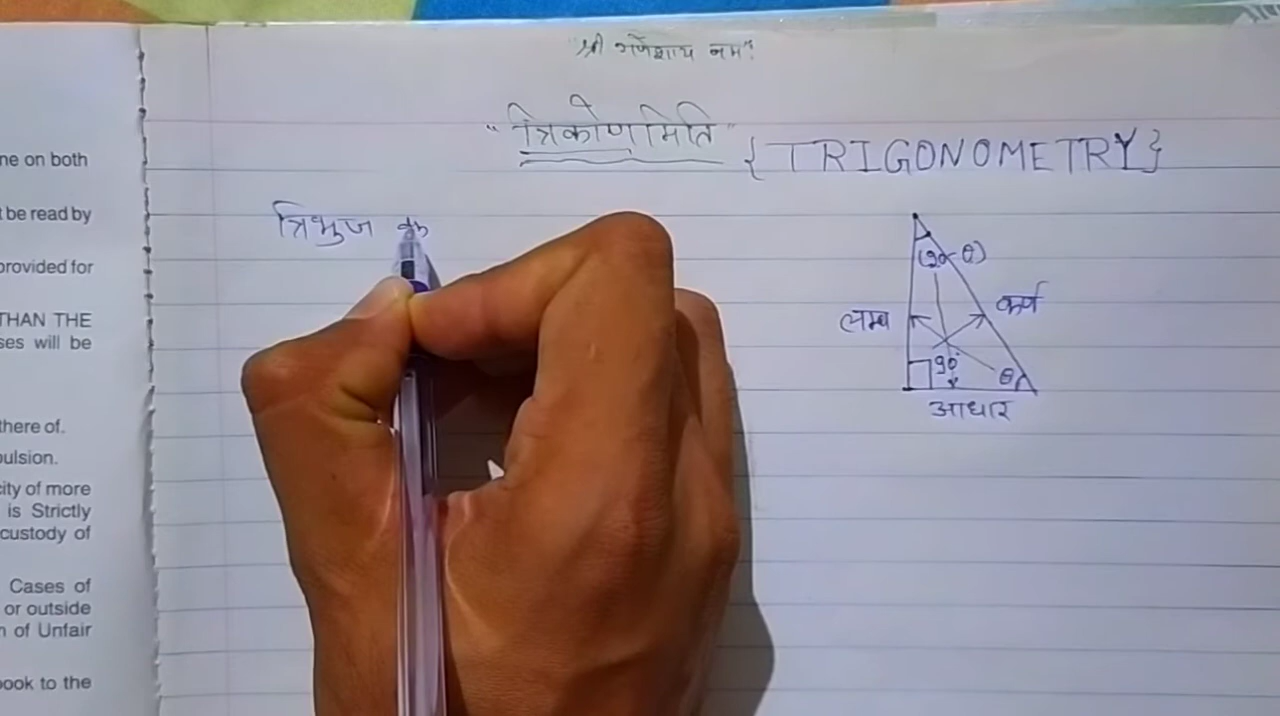 ne on both
t be read by
provided for
THAN THE
ses will be
there of.
pulsion.
city of more
is Strictly
custody of
Cases of
or outside
n of Unfair
book to the
श्री गणेशाय नमः
"त्रिकोणमिति" {TRIGONOMETRY}
त्रिभुज क
(90-θ)
लम्ब
कर्ण
90°
θ
आधार